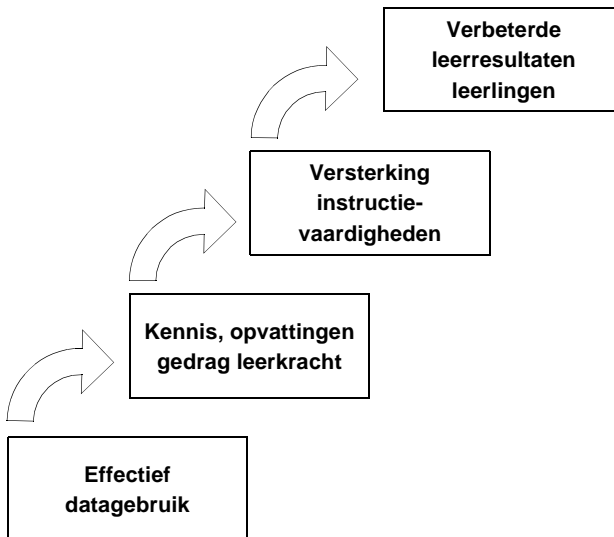 Verbeterde
leerresultaten
leerlingen
Versterking
instructie-
vaardigheden
Kennis, opvattingen
gedrag leerkracht
Effectief
datagebruik